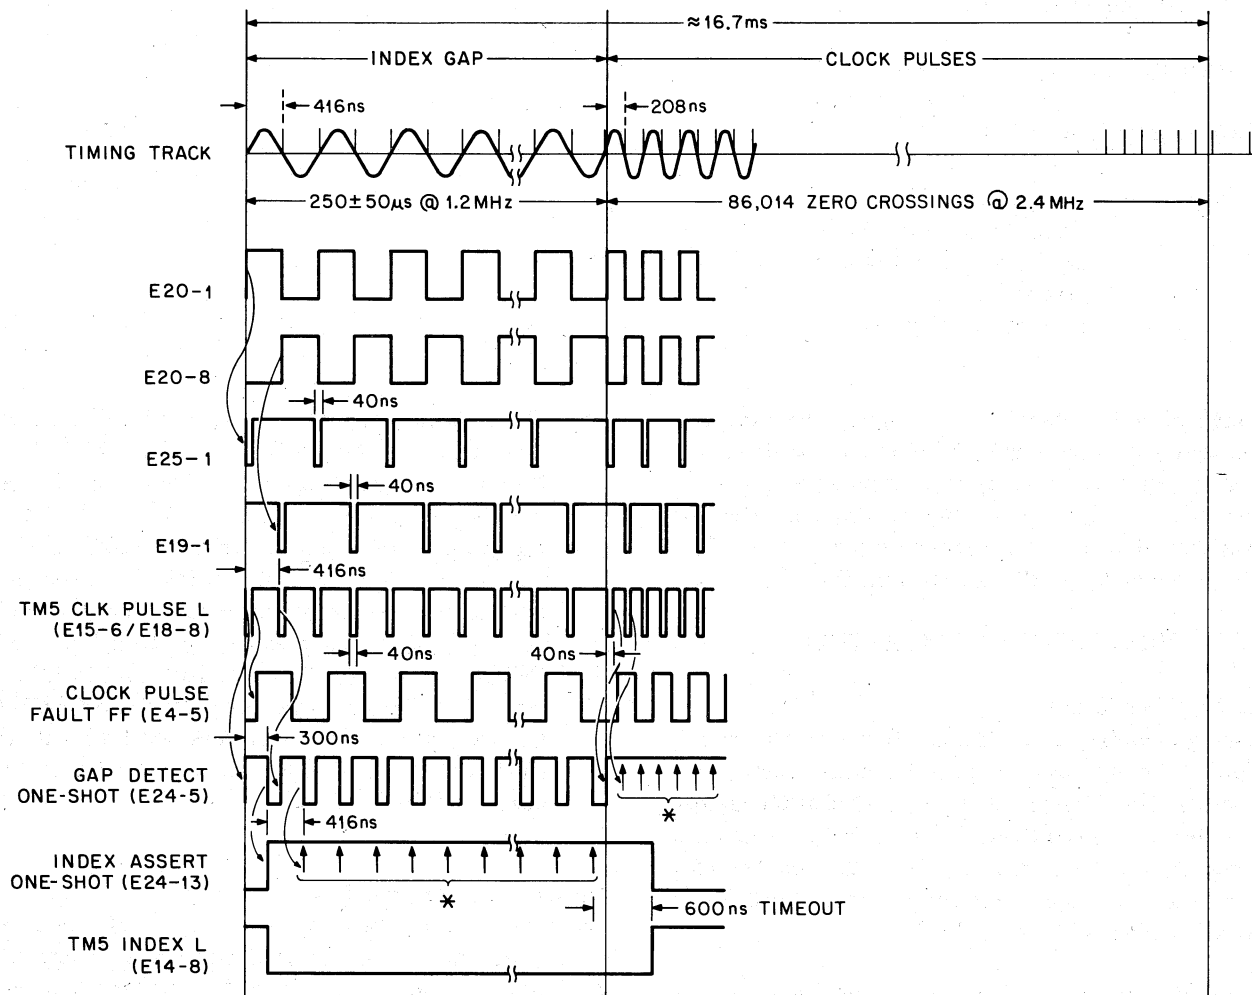 ≈16.7ms
INDEX GAP
CLOCK PULSES
416ns
208ns
TIMING TRACK
250±50µs @ 1.2MHz
86,014 ZERO CROSSINGS @ 2.4MHz
E20-1
E20-8
40ns
E25-1
40ns
E19-1
416ns
TM5 CLK PULSE L
(E15-6/E18-8)
40ns
40ns
CLOCK PULSE
FAULT FF (E4-5)
300ns
GAP DETECT
ONE-SHOT (E24-5)
*
416ns
INDEX ASSERT
ONE-SHOT (E24-13)
*
600ns TIMEOUT
TM5 INDEX L
(E14-8)